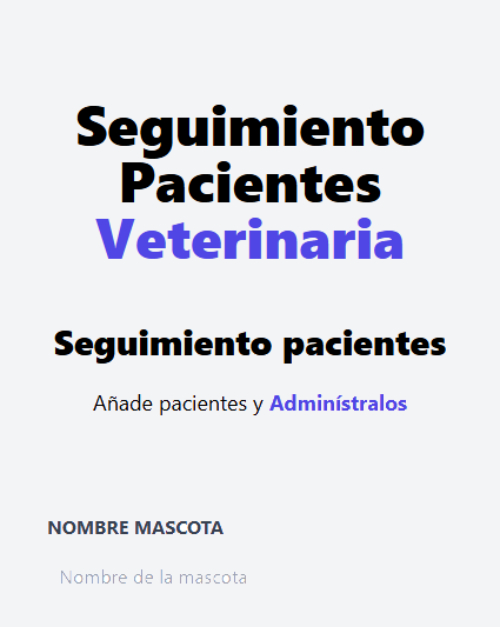 Seguimiento
Pacientes
Veterinaria
Seguimiento pacientes
Añade pacientes y Adminístralos
NOMBRE MASCOTA
Nombre de la mascota